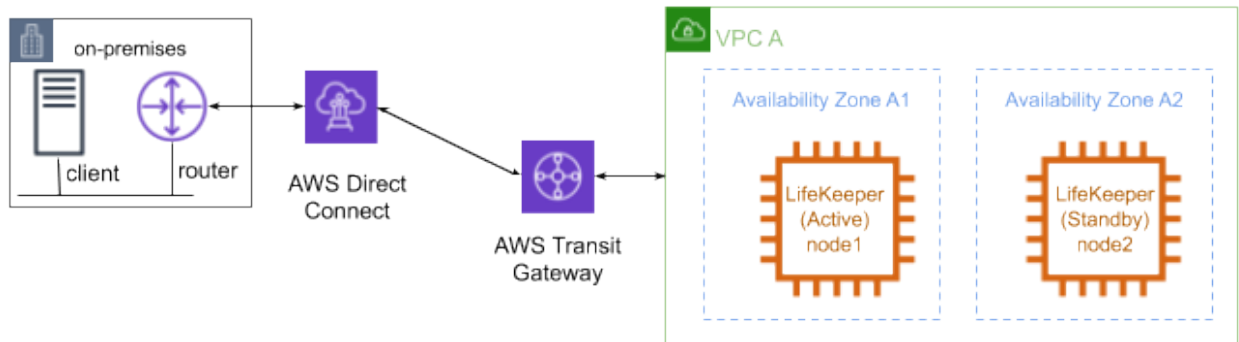 on-premises
client
router
AWS Direct
Connect
AWS Transit
Gateway
VPC A
Availability Zone A1
LifeKeeper
(Active)
node1
Availability Zone A2
LifeKeeper
(Standby)
node2